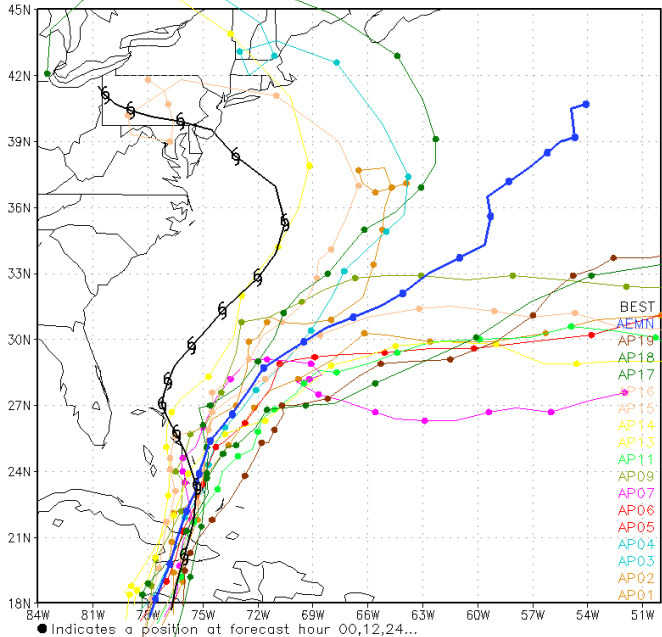 45N
42N
39N
36N
33N
30N
27N
24N
21N
18N
84W 81W 78W 75W 72W 69W 66W 63W 60W 57W 54W 51W
BEST
AEMN
AP19
AP18
AP17
AP16
AP15
AP14
AP13
AP11
AP09
AP07
AP06
AP05
AP04
AP03
AP02
AP01
Indicates a position at forecast hour 00,12,24...